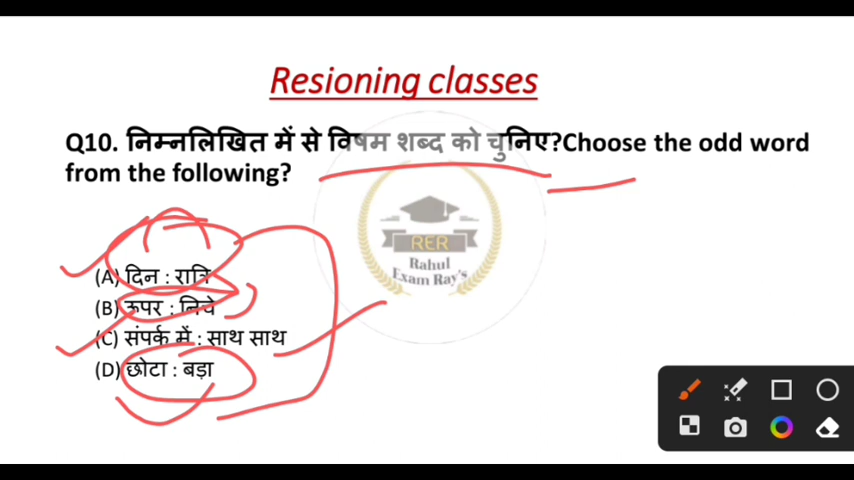 Resioning classes
Q10. निम्नलिखित में से विषम शब्द को चुनिए?Choose the odd word
from the following?
RER
Rahul
Exam Ray's
(A) दिन : रात्रि
(B) ऊपर : निचे
(C) संपर्क में : साथ साथ
(D) छोटा : बड़ा